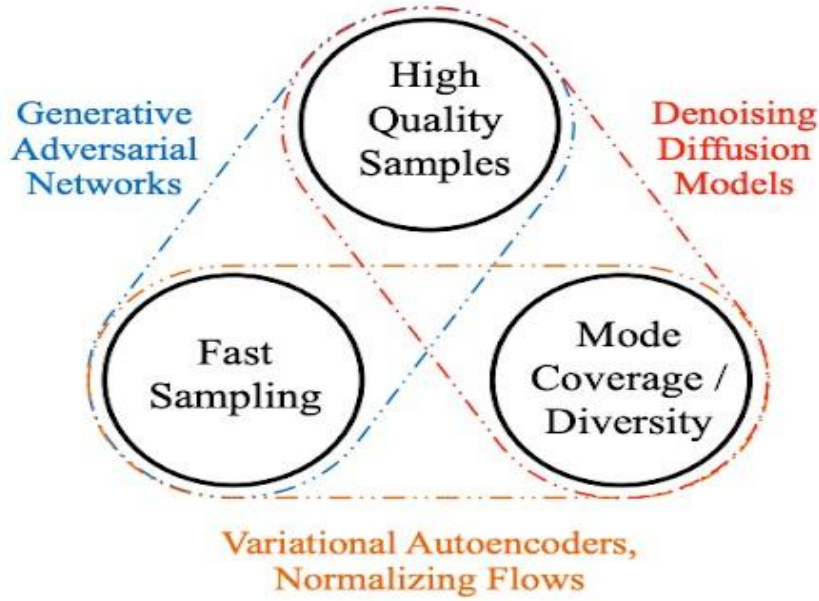 High
Quality
Samples
Generative
Adversarial
Networks
Denoising
Diffusion
Models
Fast
Sampling
Mode
Coverage /
Diversity
Variational Autoencoders,
Normalizing Flows